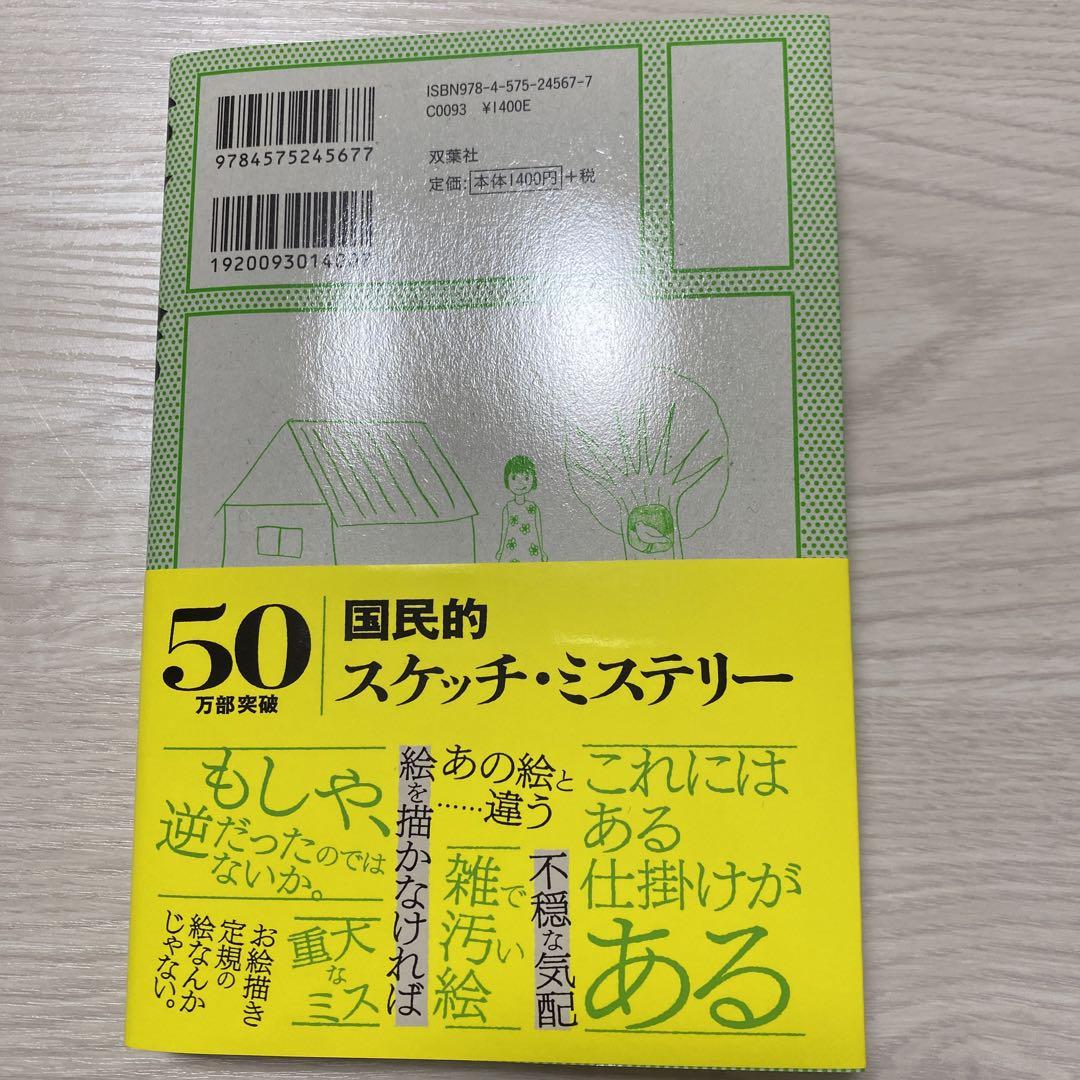 ISBN978-4-575-24567-7
C0093 ¥1400E
9784575245677
双葉社
定価:本体1400円+税
50
万部突破
国民的
スケッチ・ミステリー
これには
ある
仕掛けが
ある
あの絵と
……違う
不穏な気配
雑で
汚い
絵
絵を描かなければ
もしや、
逆だったのでは
ないか。
重大な
ミス
お絵描き
定規の
絵なんか
じゃない。